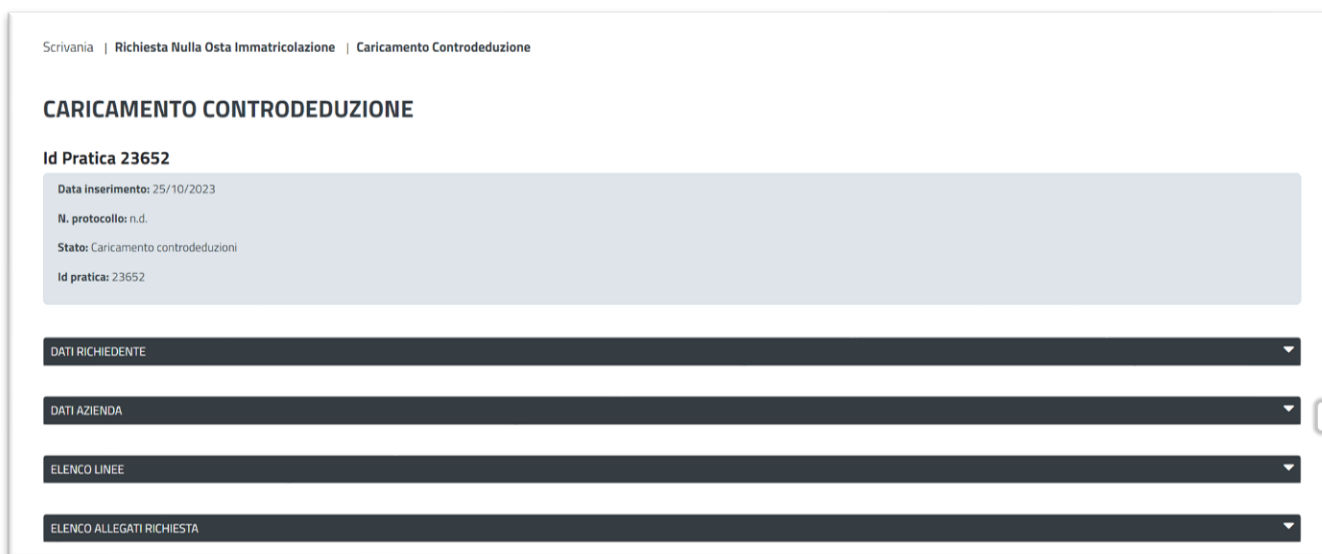 Scrivania | Richiesta Nulla Osta Immatricolazione | Caricamento Controdeduzione
CARICAMENTO CONTRODEDUZIONE
Id Pratica 23652
Data inserimento: 25/10/2023
N. protocollo: n.d.
Stato: Caricamento controdeduzioni
Id pratica: 23652
DATI RICHIEDENTE
DATI AZIENDA
ELENCO LINEE
ELENCO ALLEGATI RICHIESTA